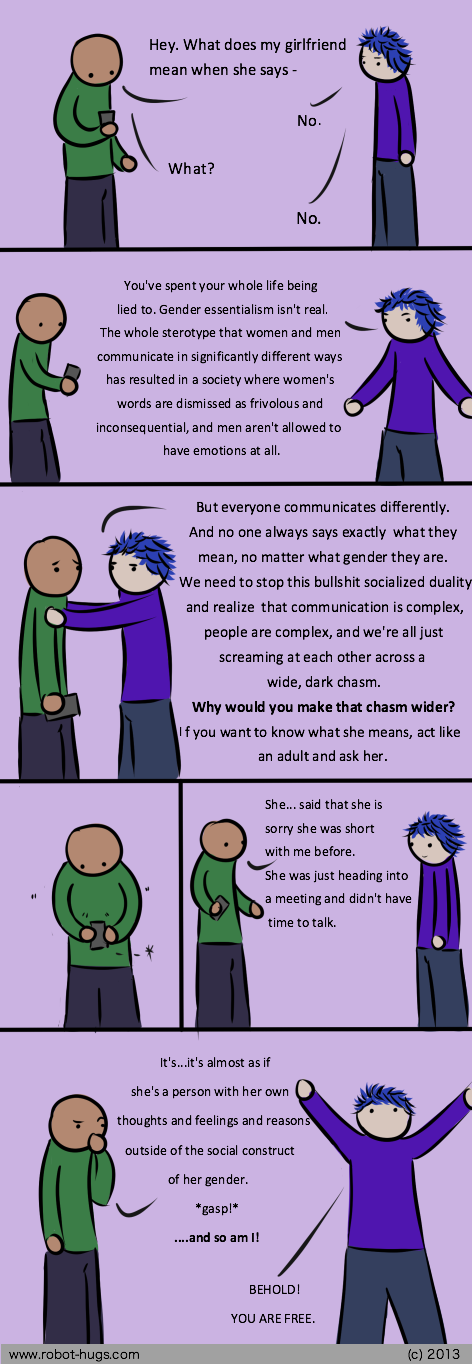 Hey. What does my girlfriend
mean when she says -
No.
What?
No.
You've spent your whole life being
lied to. Gender essentialism isn't real.
The whole sterotype that women and men
communicate in significantly different ways
has resulted in a society where women's
words are dismissed as frivolous and
inconsequential, and men aren't allowed to
have emotions at all.
But everyone communicates differently.
And no one always says exactly what they
mean, no matter what gender they are.
We need to stop this bullshit socialized duality
and realize that communication is complex,
people are complex, and we're all just
screaming at each other across a
wide, dark chasm.
Why would you make that chasm wider?
If you want to know what she means, act like
an adult and ask her.
She... said that she is
sorry she was short
with me before.
She was just heading into
a meeting and didn't have
time to talk.
It's...it's almost as if
she's a person with her own
thoughts and feelings and reasons
outside of the social construct
of her gender.
*gasp!*
....and so am I!
BEHOLD!
YOU ARE FREE.
www.robot-hugs.com (c) 2013